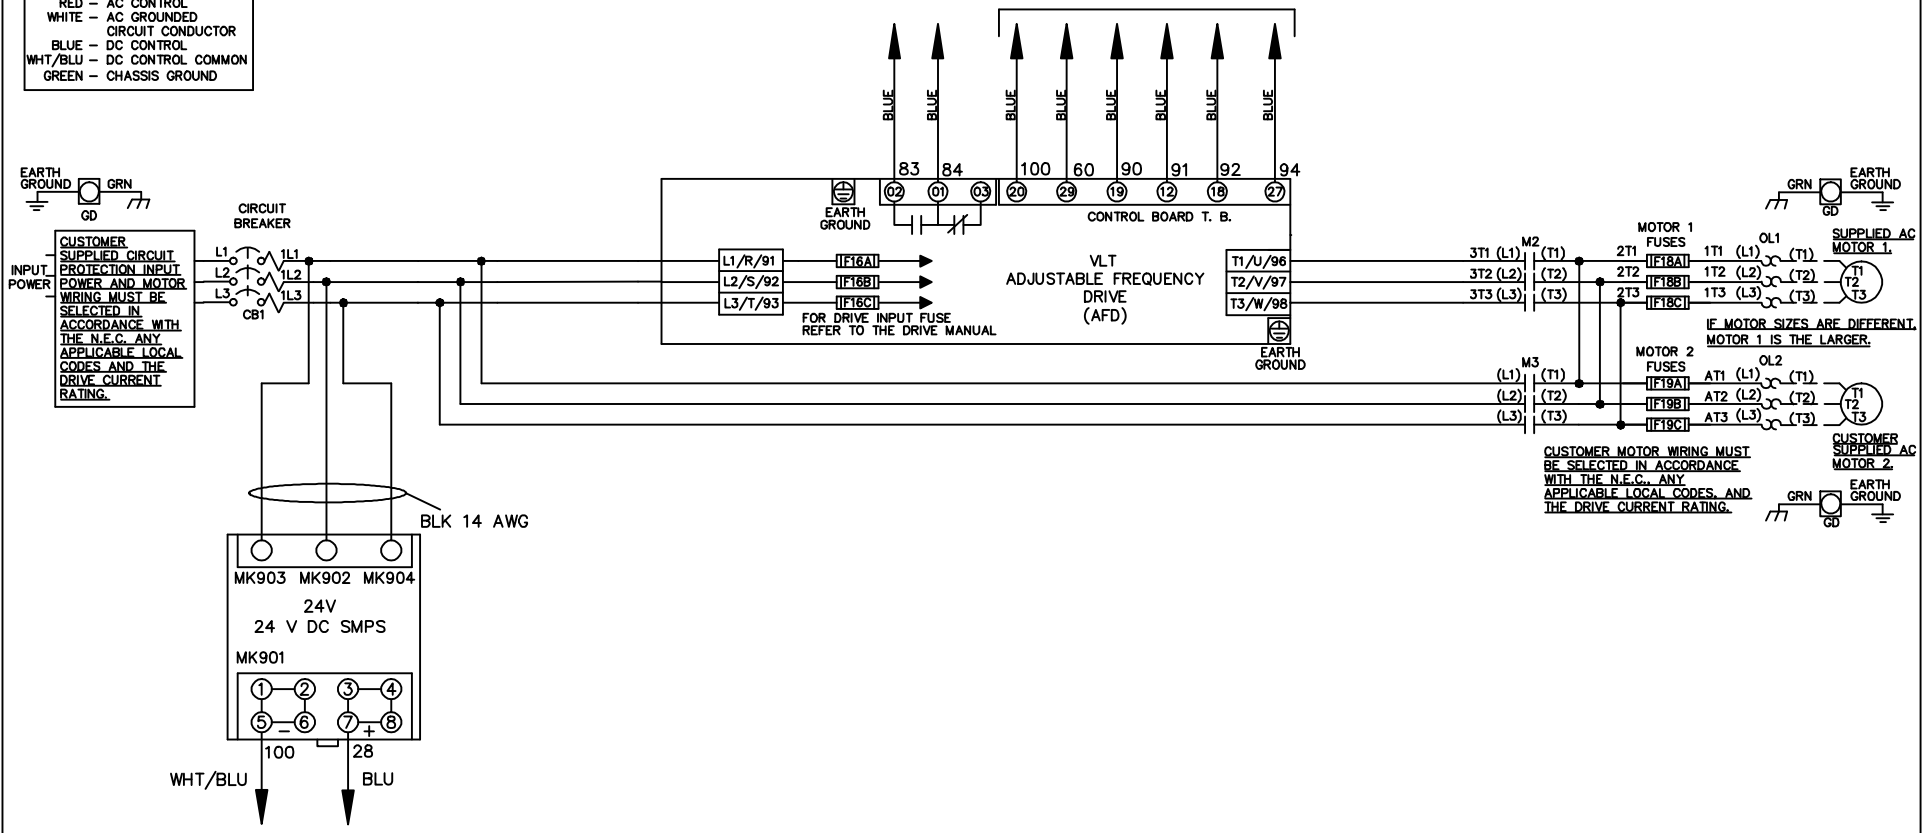 RED – AC CONTROL
WHITE – AC GROUNDED
CIRCUIT CONDUCTOR
BLUE – DC CONTROL
WHT/BLU – DC CONTROL COMMON
GREEN – CHASSIS GROUND
BLUE
BLUE
BLUE
BLUE
BLUE
BLUE
BLUE
BLUE
83
84
100
60
90
91
92
94
02
01
03
20
29
19
12
18
27
EARTH
GROUND
CONTROL BOARD T. B.
EARTH
GROUND
GRN
GD
CIRCUIT
BREAKER
INPUT
POWER
CUSTOMER
SUPPLIED CIRCUIT
PROTECTION INPUT
POWER AND MOTOR
WIRING MUST BE
SELECTED IN
ACCORDANCE WITH
THE N.E.C. ANY
APPLICABLE LOCAL
CODES AND THE
DRIVE CURRENT
RATING.
L1
L2
L3
1L1
1L2
1L3
CB1
L1/R/91
L2/S/92
L3/T/93
F16A
F16B
F16C
FOR DRIVE INPUT FUSE
REFER TO THE DRIVE MANUAL
VLT
ADJUSTABLE FREQUENCY
DRIVE
(AFD)
T1/U/96
T2/V/97
T3/W/98
EARTH
GROUND
M2
3T1 (L1) (T1)
3T2 (L2) (T2)
3T3 (L3) (T3)
MOTOR 1
FUSES
2T1
2T2
2T3
F18A
F18B
F18C
1T1 (L1)
1T2 (L2)
1T3 (L3)
OL1
(T1)
(T2)
(T3)
GRN
GD
EARTH
GROUND
SUPPLIED AC
MOTOR 1.
T1
T2
T3
IF MOTOR SIZES ARE DIFFERENT,
MOTOR 1 IS THE LARGER.
M3
(L1) (T1)
(L2) (T2)
(L3) (T3)
MOTOR 2
FUSES
F19A
F19B
F19C
AT1 (L1)
AT2 (L2)
AT3 (L3)
OL2
(T1)
(T2)
(T3)
T1
T2
T3
CUSTOMER
SUPPLIED AC
MOTOR 2.
CUSTOMER MOTOR WIRING MUST
BE SELECTED IN ACCORDANCE
WITH THE N.E.C., ANY
APPLICABLE LOCAL CODES, AND
THE DRIVE CURRENT RATING.
GRN
GD
EARTH
GROUND
BLK 14 AWG
MK903 MK902 MK904
24V
24 V DC SMPS
MK901
1 2 3 4
5 6 7 8
– +
100
28
WHT/BLU
BLU